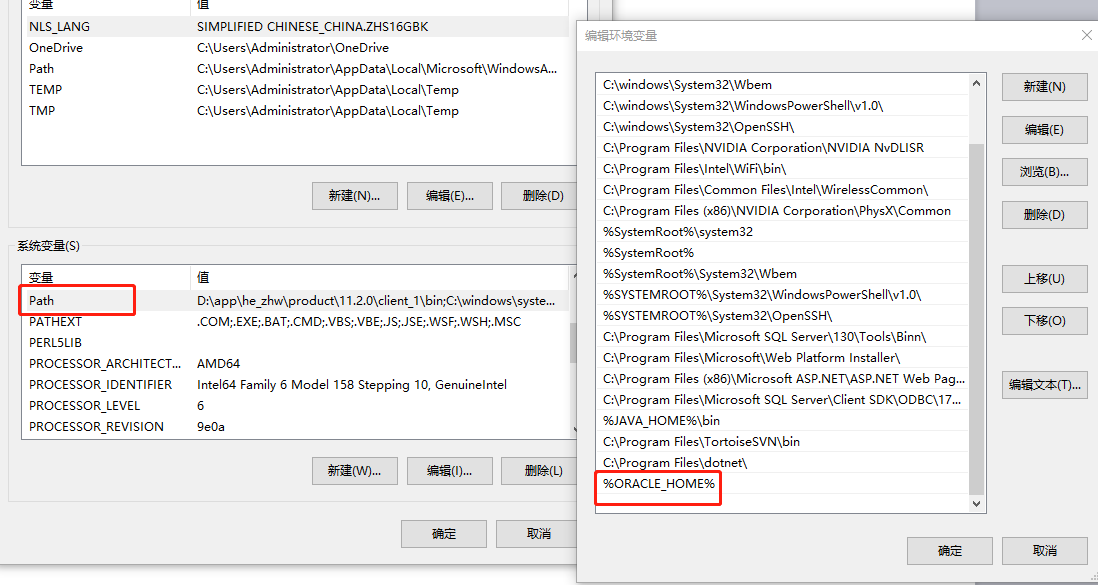 变量 值
NLS_LANG SIMPLIFIED CHINESE_CHINA.ZHS16GBK
OneDrive C:\Users\Administrator\OneDrive
Path C:\Users\Administrator\AppData\Local\Microsoft\WindowsA...
TEMP C:\Users\Administrator\AppData\Local\Temp
TMP C:\Users\Administrator\AppData\Local\Temp
新建(N)... 编辑(E)... 删除(D)
系统变量(S)
变量 值
Path D:\app\he_zhw\product\11.2.0\client_1\bin;C:\windows\syste...
PATHEXT .COM;.EXE;.BAT;.CMD;.VBS;.VBE;.JS;.JSE;.WSF;.WSH;.MSC
PERL5LIB
PROCESSOR_ARCHITECT... AMD64
PROCESSOR_IDENTIFIER Intel64 Family 6 Model 158 Stepping 10, GenuineIntel
PROCESSOR_LEVEL 6
PROCESSOR_REVISION 9e0a
新建(W)... 编辑(I)... 删除(L)
确定 取消
编辑环境变量
C:\windows\System32\Wbem
C:\windows\System32\WindowsPowerShell\v1.0\
C:\windows\System32\OpenSSH\
C:\Program Files\NVIDIA Corporation\NVIDIA NvDLISR
C:\Program Files\Intel\WiFi\bin\
C:\Program Files\Common Files\Intel\WirelessCommon\
C:\Program Files (x86)\NVIDIA Corporation\PhysX\Common
%SystemRoot%\system32
%SystemRoot%
%SystemRoot%\System32\Wbem
%SYSTEMROOT%\System32\WindowsPowerShell\v1.0\
%SYSTEMROOT%\System32\OpenSSH\
C:\Program Files\Microsoft SQL Server\130\Tools\Binn\
C:\Program Files\Microsoft\Web Platform Installer\
C:\Program Files (x86)\Microsoft ASP.NET\ASP.NET Web Pag...
C:\Program Files\Microsoft SQL Server\Client SDK\ODBC\17...
%JAVA_HOME%\bin
C:\Program Files\TortoiseSVN\bin
C:\Program Files\dotnet\
%ORACLE_HOME%
新建(N)
编辑(E)
浏览(B)...
删除(D)
上移(U)
下移(O)
编辑文本(T)...
确定 取消